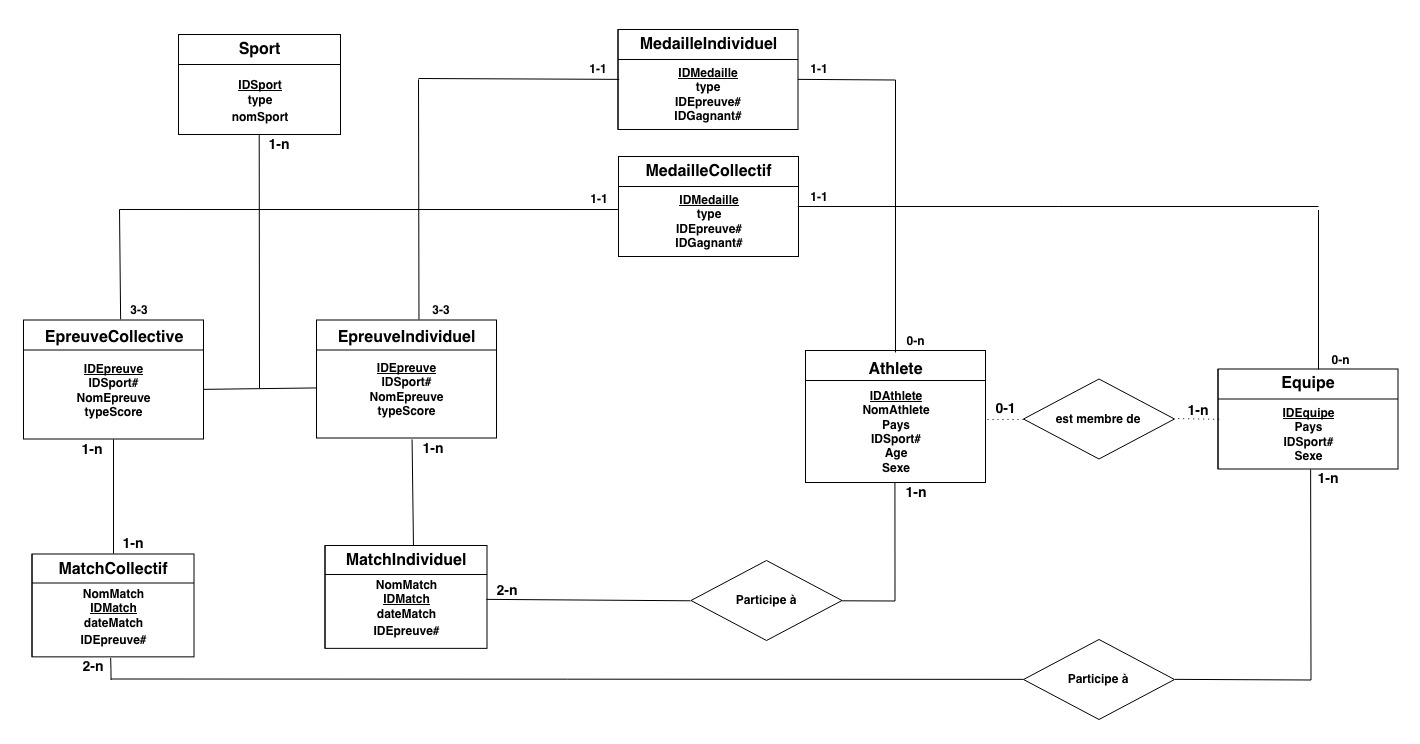 Sport
IDSport
type
nomSport
1-n
MedailleIndividuel
IDMedaille
type
IDEpreuve#
IDGagnant#
1-1
1-1
MedailleCollectif
IDMedaille
type
IDEpreuve#
IDGagnant#
1-1
1-1
3-3
EpreuveCollective
IDEpreuve
IDSport#
NomEpreuve
typeScore
1-n
3-3
EpreuveIndividuel
IDEpreuve
IDSport#
NomEpreuve
typeScore
1-n
0-n
Athlete
IDAthlete
NomAthlete
Pays
IDSport#
Age
Sexe
1-n
0-1
est membre de
1-n
0-n
Equipe
IDEquipe
Pays
IDSport#
Sexe
1-n
1-n
MatchCollectif
NomMatch
IDMatch
dateMatch
IDEpreuve#
2-n
MatchIndividuel
NomMatch
IDMatch
dateMatch
IDEpreuve#
2-n
Participe à
Participe à